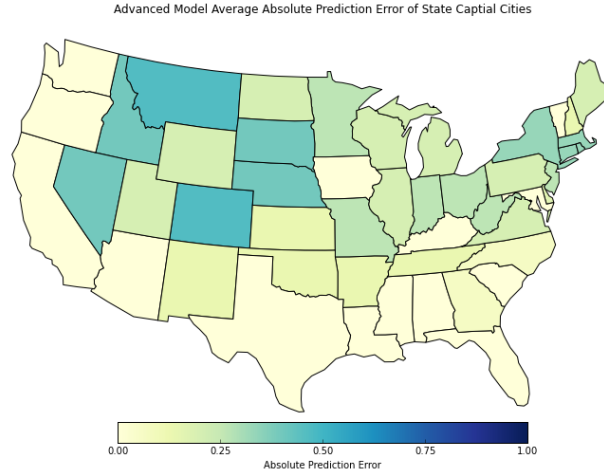 Advanced Model Average Absolute Prediction Error of State Captial Cities
0.00 0.25 0.50 0.75 1.00
Absolute Prediction Error